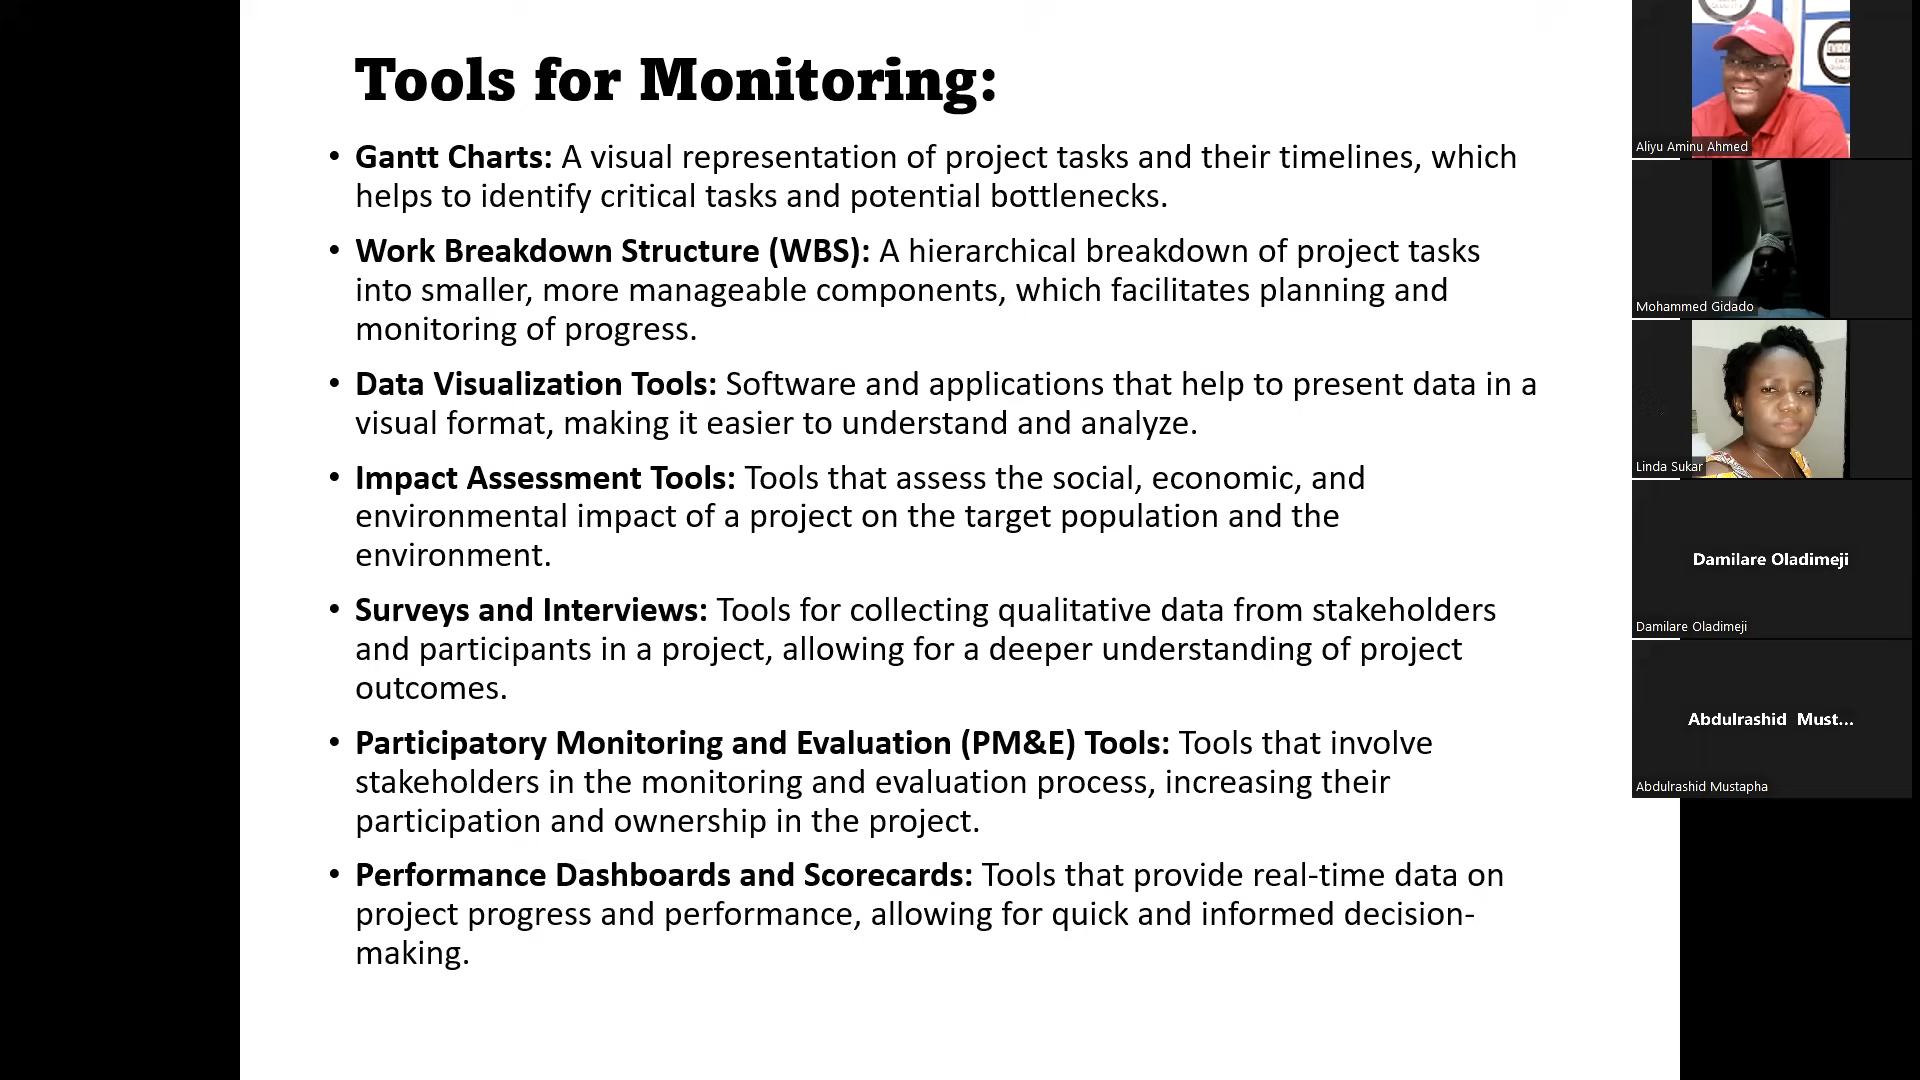 Tools for Monitoring:
• Gantt Charts: A visual representation of project tasks and their timelines, which
helps to identify critical tasks and potential bottlenecks.
• Work Breakdown Structure (WBS): A hierarchical breakdown of project tasks
into smaller, more manageable components, which facilitates planning and
monitoring of progress.
• Data Visualization Tools: Software and applications that help to present data in a
visual format, making it easier to understand and analyze.
• Impact Assessment Tools: Tools that assess the social, economic, and
environmental impact of a project on the target population and the
environment.
• Surveys and Interviews: Tools for collecting qualitative data from stakeholders
and participants in a project, allowing for a deeper understanding of project
outcomes.
• Participatory Monitoring and Evaluation (PM&E) Tools: Tools that involve
stakeholders in the monitoring and evaluation process, increasing their
participation and ownership in the project.
• Performance Dashboards and Scorecards: Tools that provide real-time data on
project progress and performance, allowing for quick and informed decision-
making.
Aliyu Aminu Ahmed
Mohammed Gidado
Linda Sukar
Damilare Oladimeji
Damilare Oladimeji
Abdulrashid Must...
Abdulrashid Mustapha